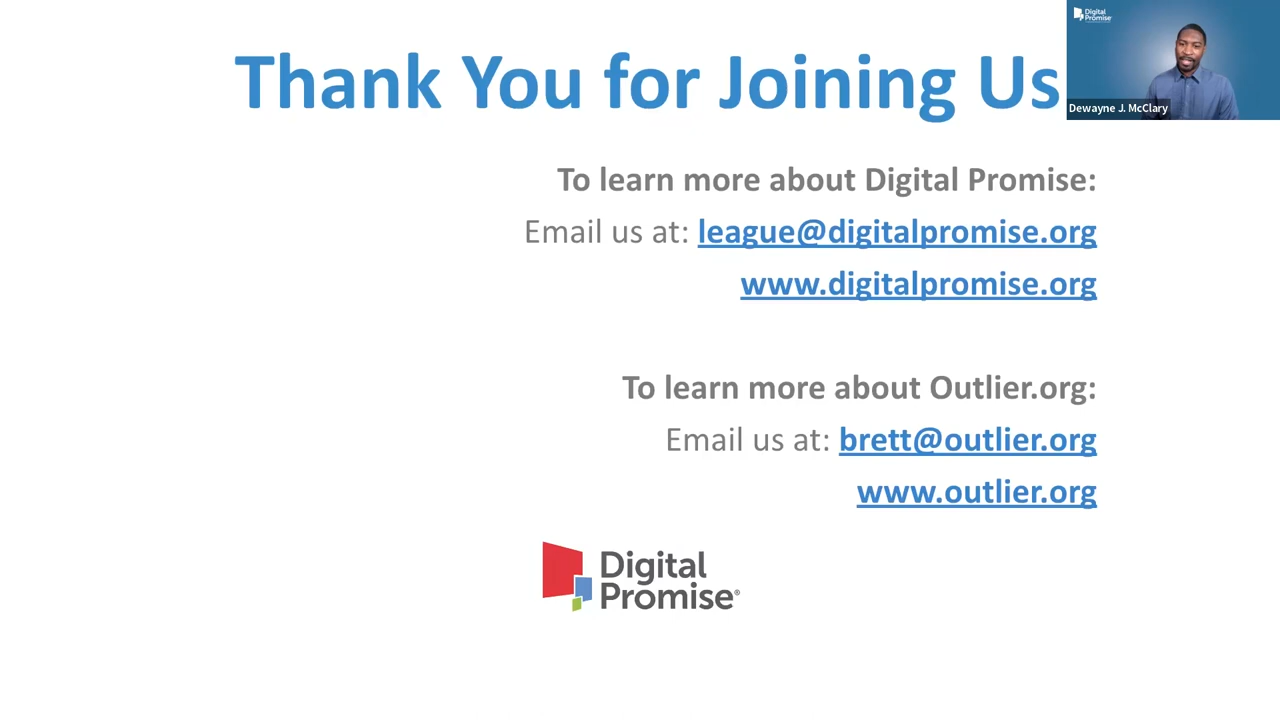 Thank You for Joining Us
Digital
Promise
Dewayne J. McClary
To learn more about Digital Promise:
Email us at: league@digitalpromise.org
www.digitalpromise.org
To learn more about Outlier.org:
Email us at: brett@outlier.org
www.outlier.org
Digital
Promise®